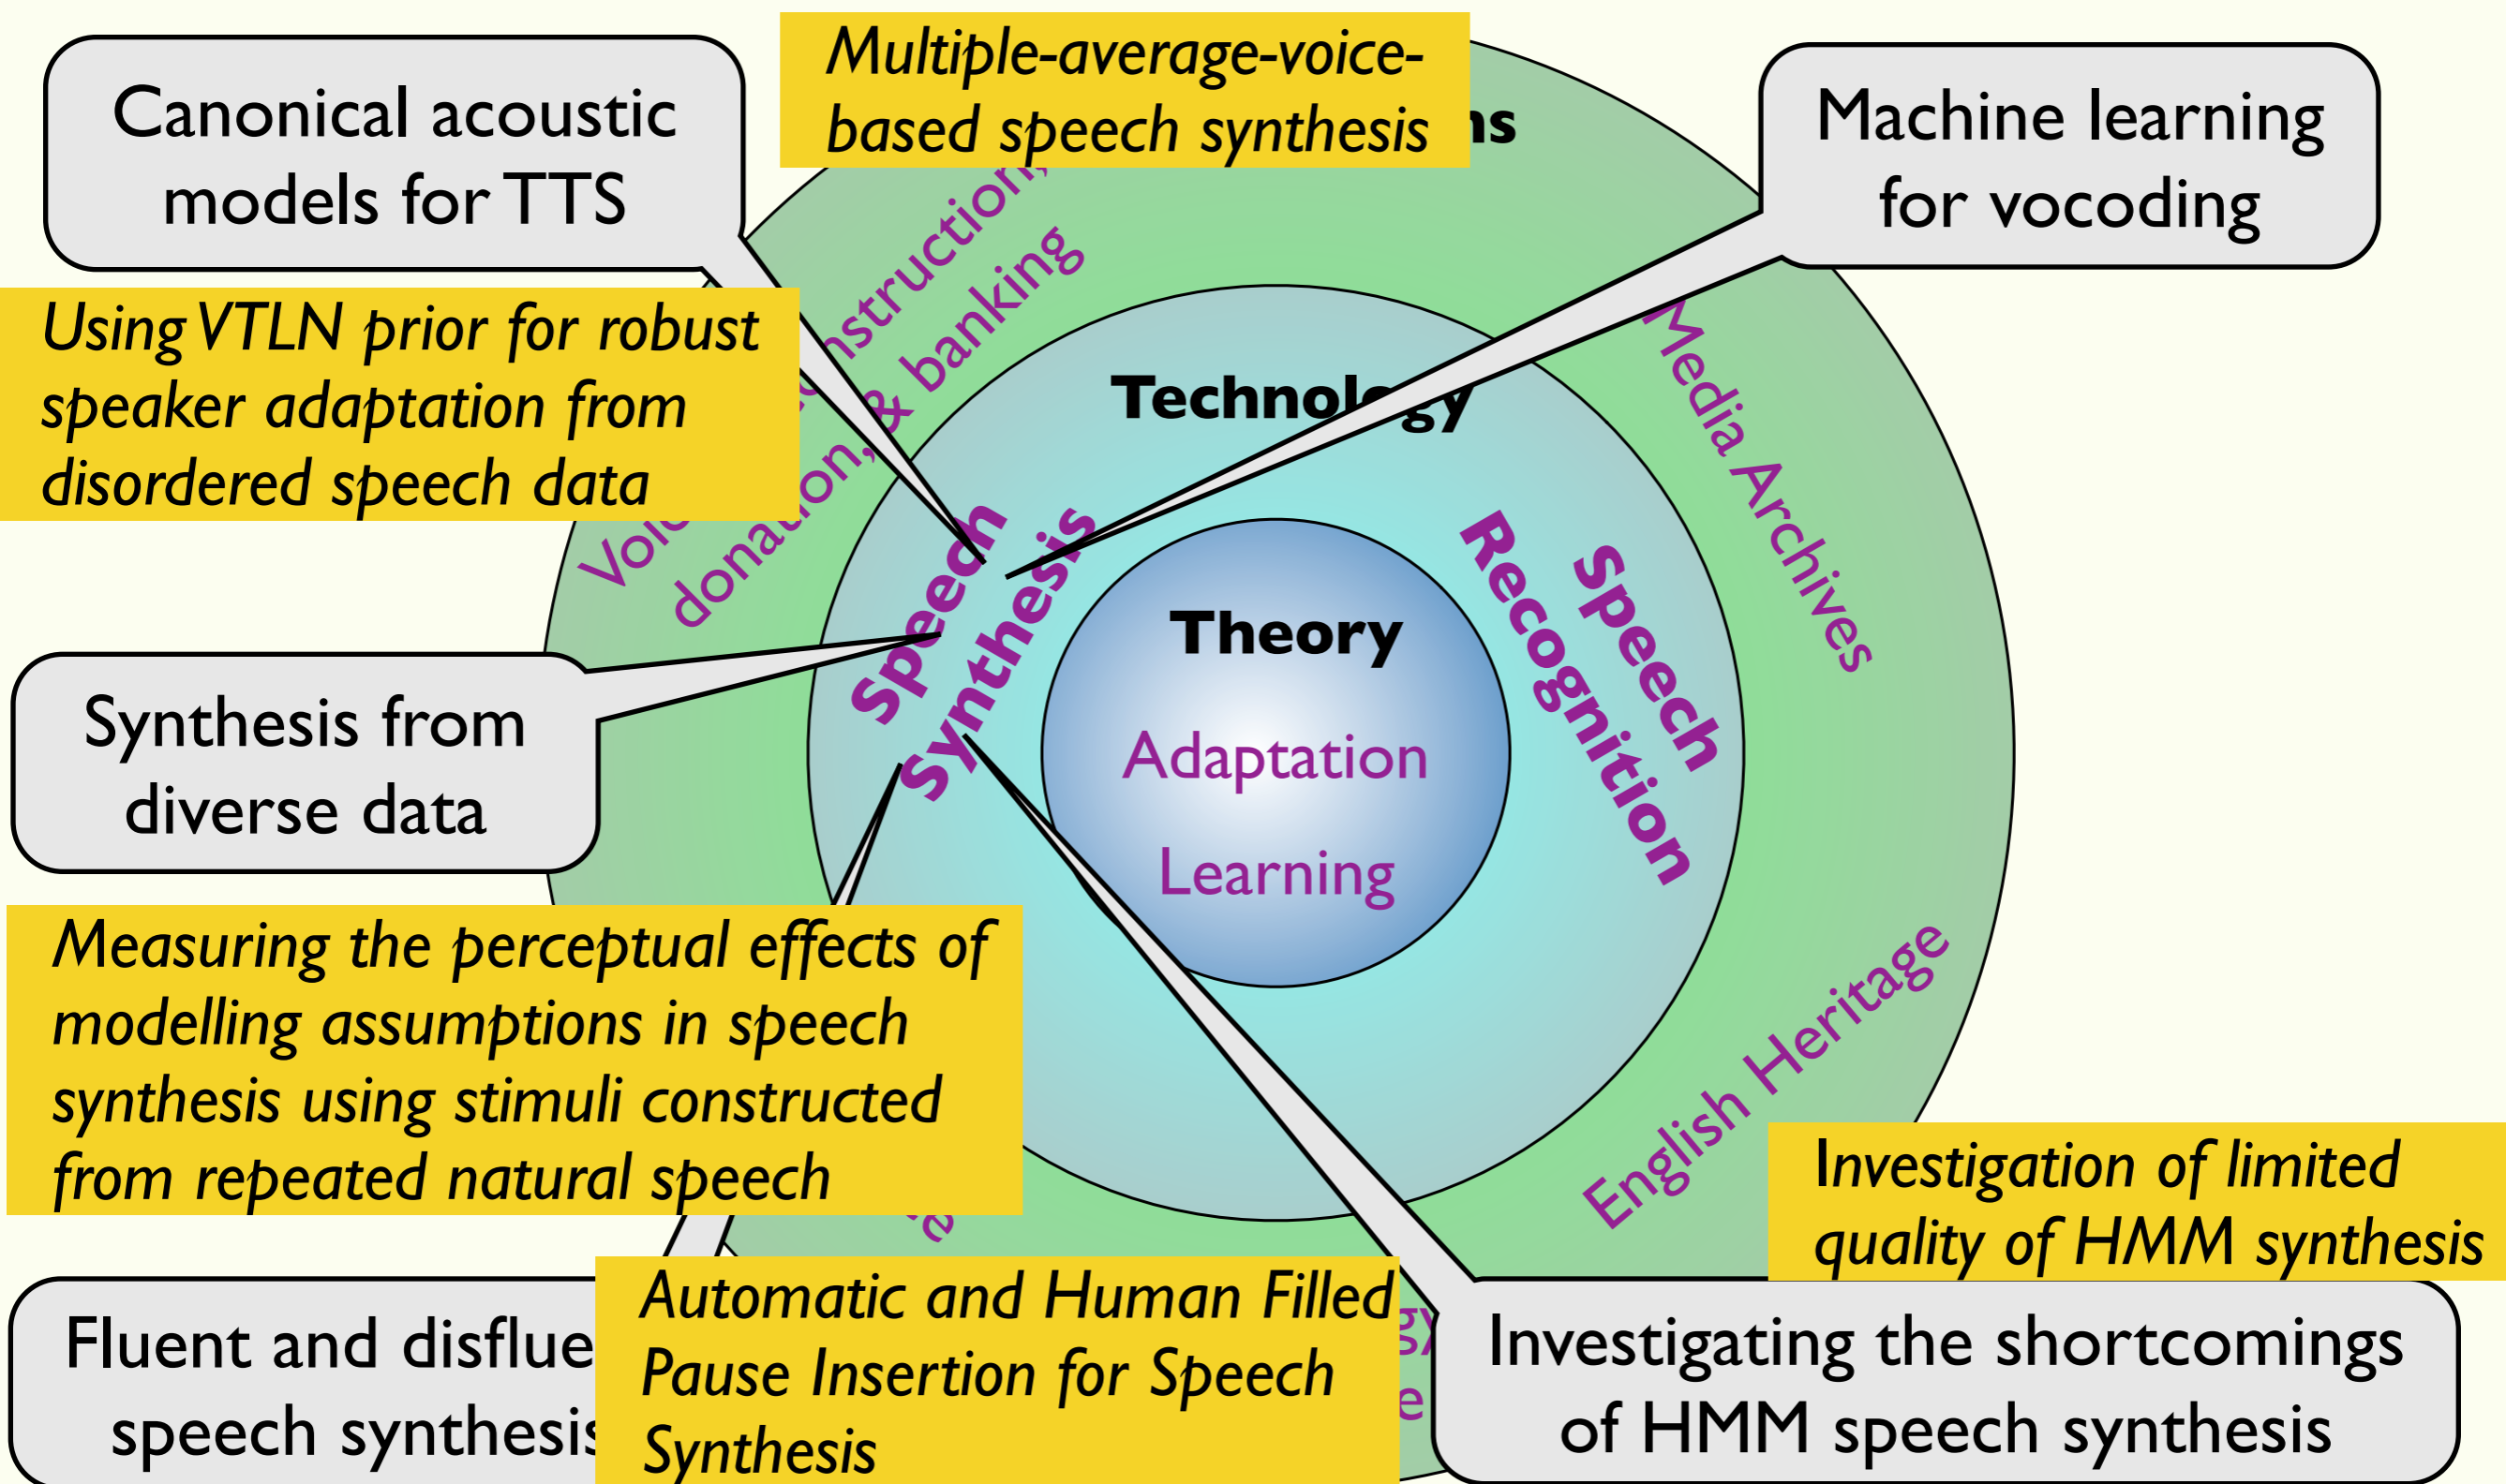 Multiple-average-voice-
based speech synthesis
Canonical acoustic
models for TTS
Machine learning
for vocoding
Using VTLN prior for robust
speaker adaptation from
disordered speech data
donation, & banking
Media Archives
Technology
Speech
Synthesis
Speech
Recognition
Theory
Adaptation
Learning
Synthesis from
diverse data
Measuring the perceptual effects of
modelling assumptions in speech
synthesis using stimuli constructed
from repeated natural speech
English Heritage
Investigation of limited
quality of HMM synthesis
Fluent and
speech synthesis
Automatic and Human Filled
Pause Insertion for Speech
Synthesis
Investigating the shortcomings
of HMM speech synthesis